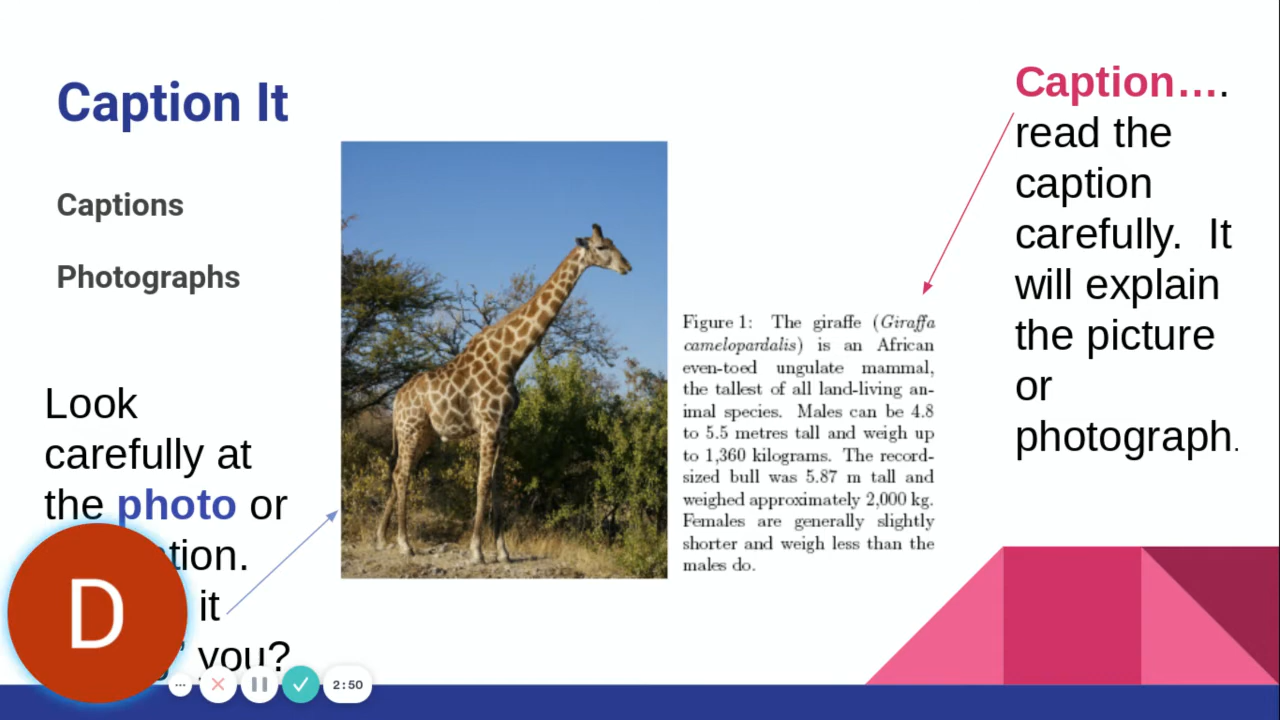 Caption It
Captions
Photographs
Look
carefully at
the photo or
tion.
it
you?
Figure 1: The giraffe (Giraffa
camelopardalis) is an African
even-toed ungulate mammal,
the tallest of all land-living an-
imal species. Males can be 4.8
to 5.5 metres tall and weigh up
to 1,360 kilograms. The record-
sized bull was 5.87 m tall and
weighed approximately 2,000 kg.
Females are generally slightly
shorter and weigh less than the
males do.
Caption....
read the
caption
carefully. It
will explain
the picture
or
photograph.
D
2:50